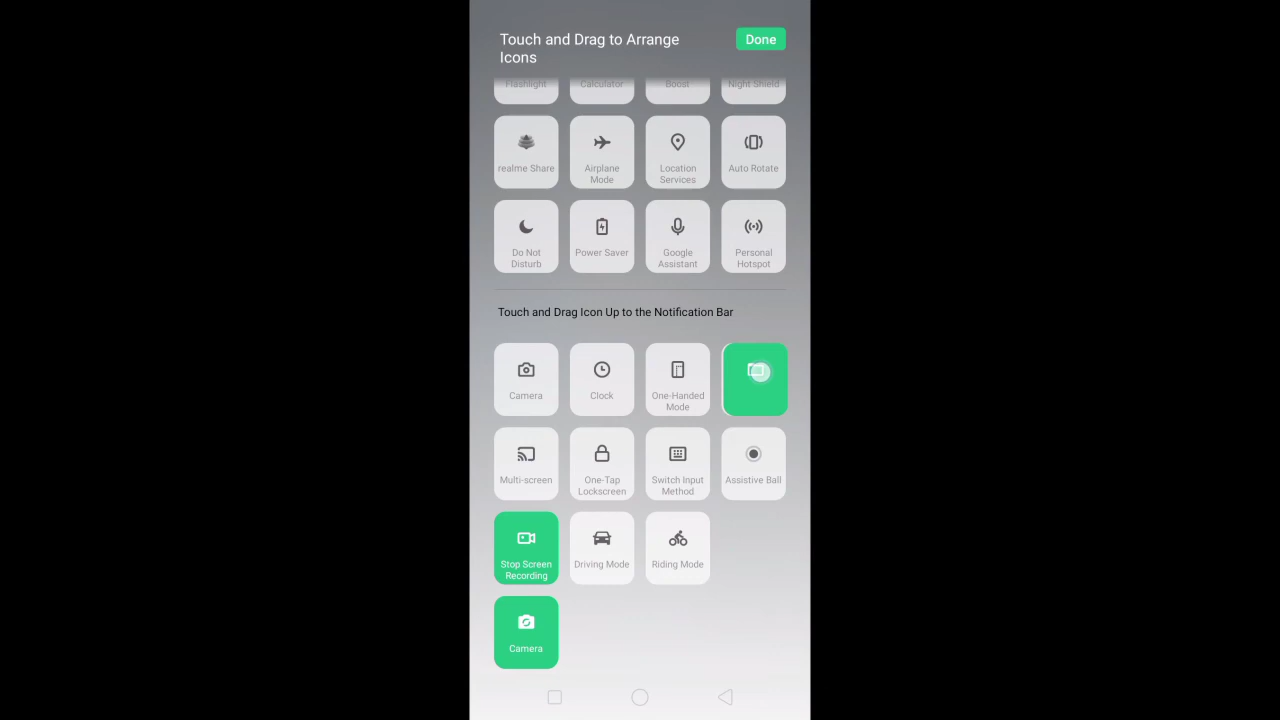 Touch and Drag to Arrange
Icons
Done
Flashlight
Calculator
Boost
Night Shield
realme Share
Airplane
Mode
Location
Services
Auto Rotate
Do Not
Disturb
Power Saver
Google
Assistant
Personal
Hotspot
Touch and Drag Icon Up to the Notification Bar
Camera
Clock
One-Handed
Mode
Multi-screen
One-Tap
Lockscreen
Switch Input
Method
Assistive Ball
Stop Screen
Recording
Driving Mode
Riding Mode
Camera